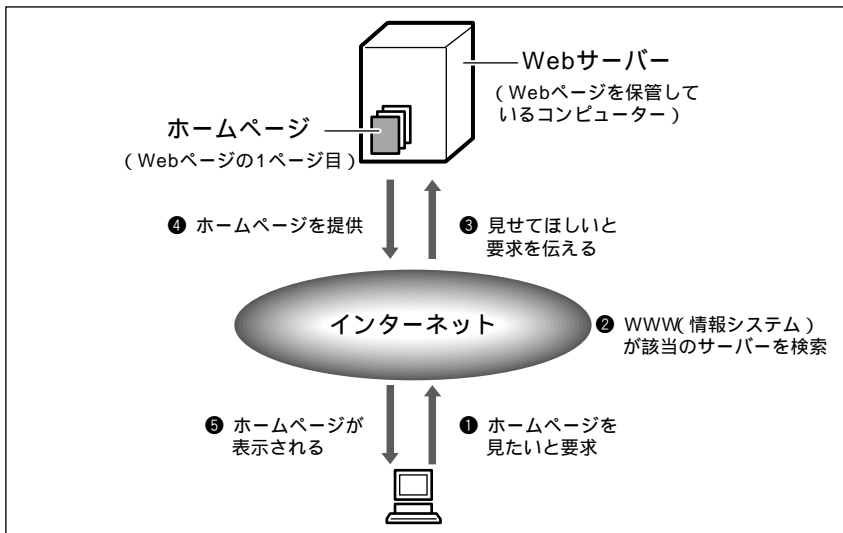 Webサーバー
(Webページを保管して
いるコンピューター)
ホームページ
(Webページの1ページ目)
❹ ホームページを提供
❸ 見せてほしいと
要求を伝える
インターネット
❷ WWW(情報システム)
が該当のサーバーを検索
❺ ホームページが
表示される
❶ ホームページを
見たいと要求